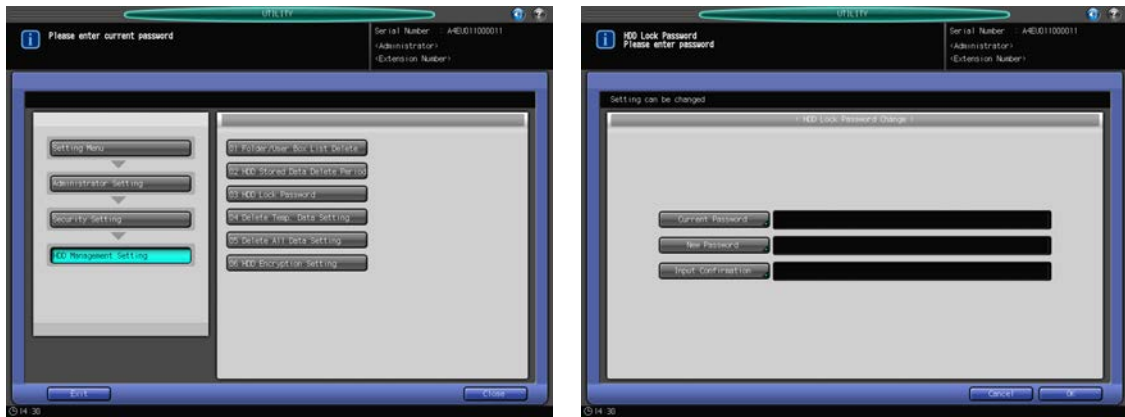 UTILITY
Please enter current password
Serial Number : A4EU011000011
<Administrator>
<Extension Number>
Setting Menu
Administrator Setting
Security Setting
HDD Management Setting
01 Folder/User Box List Delete
02 HDD Stored Data Delete Period
03 HDD Lock Password
04 Delete Temp. Data Setting
05 Delete All Data Setting
06 HDD Encryption Setting
Exit
Close
14:30
UTILITY
HDD Lock Password
Please enter password
Serial Number : A4EU011000011
<Administrator>
<Extension Number>
Setting can be changed
< HDD Lock Password Change >
Current Password
New Password
Input Confirmation
Cancel
OK
14:30